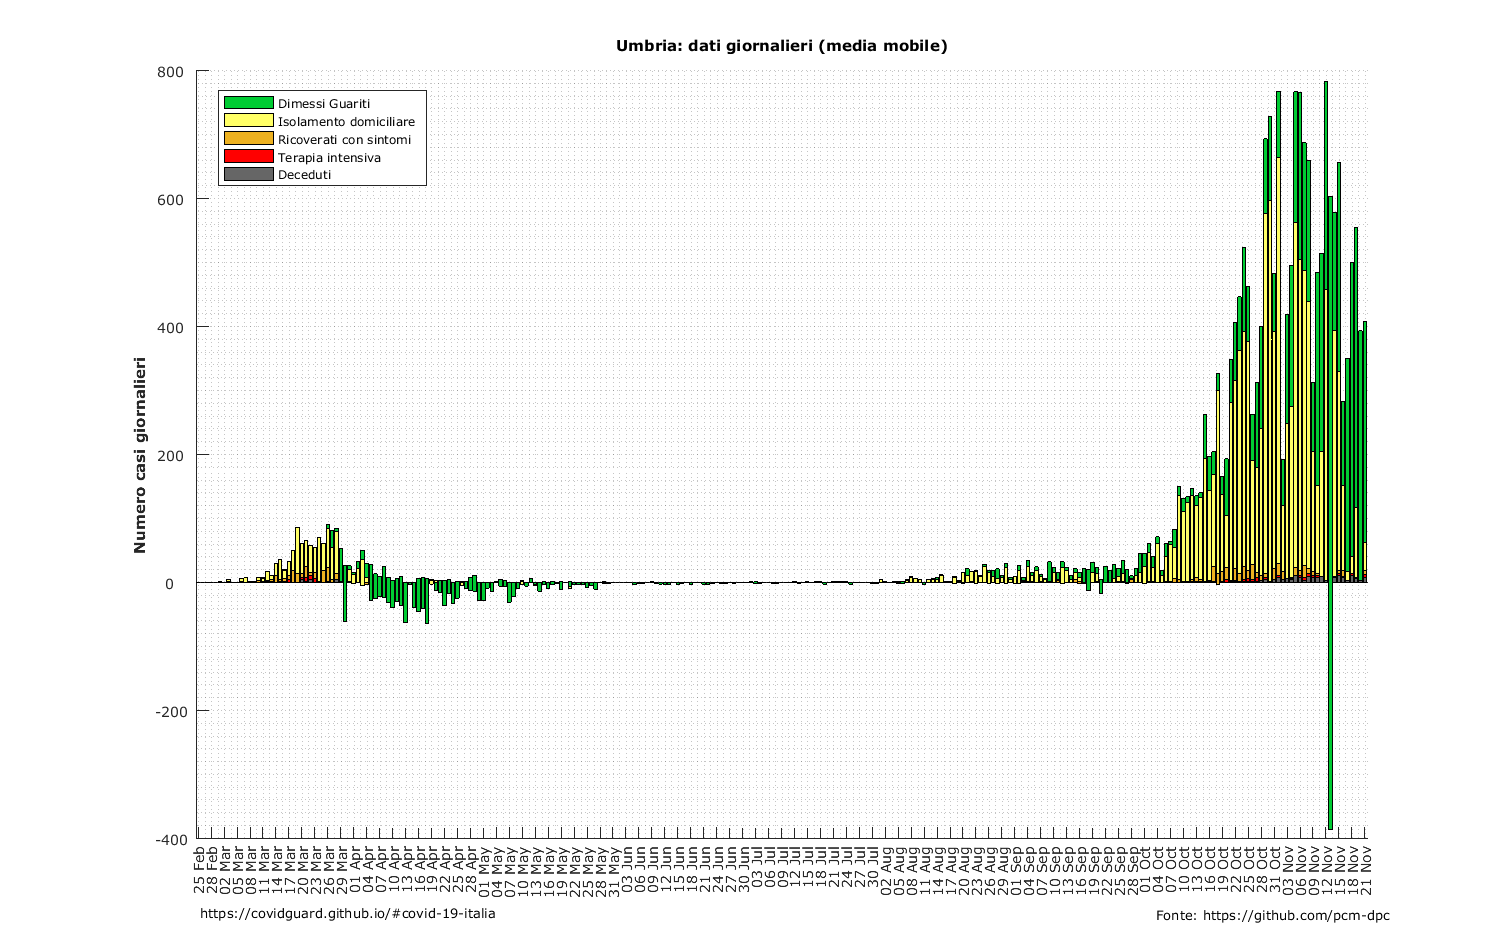 Umbria: dati giornalieri (media mobile)
Numero casi giornalieri
800
600
400
200
0
-200
-400
Dimessi Guariti
Isolamento domiciliare
Ricoverati con sintomi
Terapia intensiva
Deceduti
25 Feb
28 Feb
02 Mar
05 Mar
08 Mar
11 Mar
14 Mar
17 Mar
20 Mar
23 Mar
26 Mar
29 Mar
01 Apr
04 Apr
07 Apr
10 Apr
13 Apr
16 Apr
19 Apr
22 Apr
25 Apr
28 Apr
01 May
04 May
07 May
10 May
13 May
16 May
19 May
22 May
25 May
28 May
31 May
03 Jun
06 Jun
09 Jun
12 Jun
15 Jun
18 Jun
21 Jun
24 Jun
27 Jun
30 Jun
03 Jul
06 Jul
09 Jul
12 Jul
15 Jul
18 Jul
21 Jul
24 Jul
27 Jul
30 Jul
02 Aug
05 Aug
08 Aug
11 Aug
14 Aug
17 Aug
20 Aug
23 Aug
26 Aug
29 Aug
01 Sep
04 Sep
07 Sep
10 Sep
13 Sep
16 Sep
19 Sep
22 Sep
25 Sep
28 Sep
01 Oct
04 Oct
07 Oct
10 Oct
13 Oct
16 Oct
19 Oct
22 Oct
25 Oct
28 Oct
31 Oct
03 Nov
06 Nov
09 Nov
12 Nov
15 Nov
18 Nov
21 Nov
https://covidguard.github.io/#covid-19-italia
Fonte: https://github.com/pcm-dpc